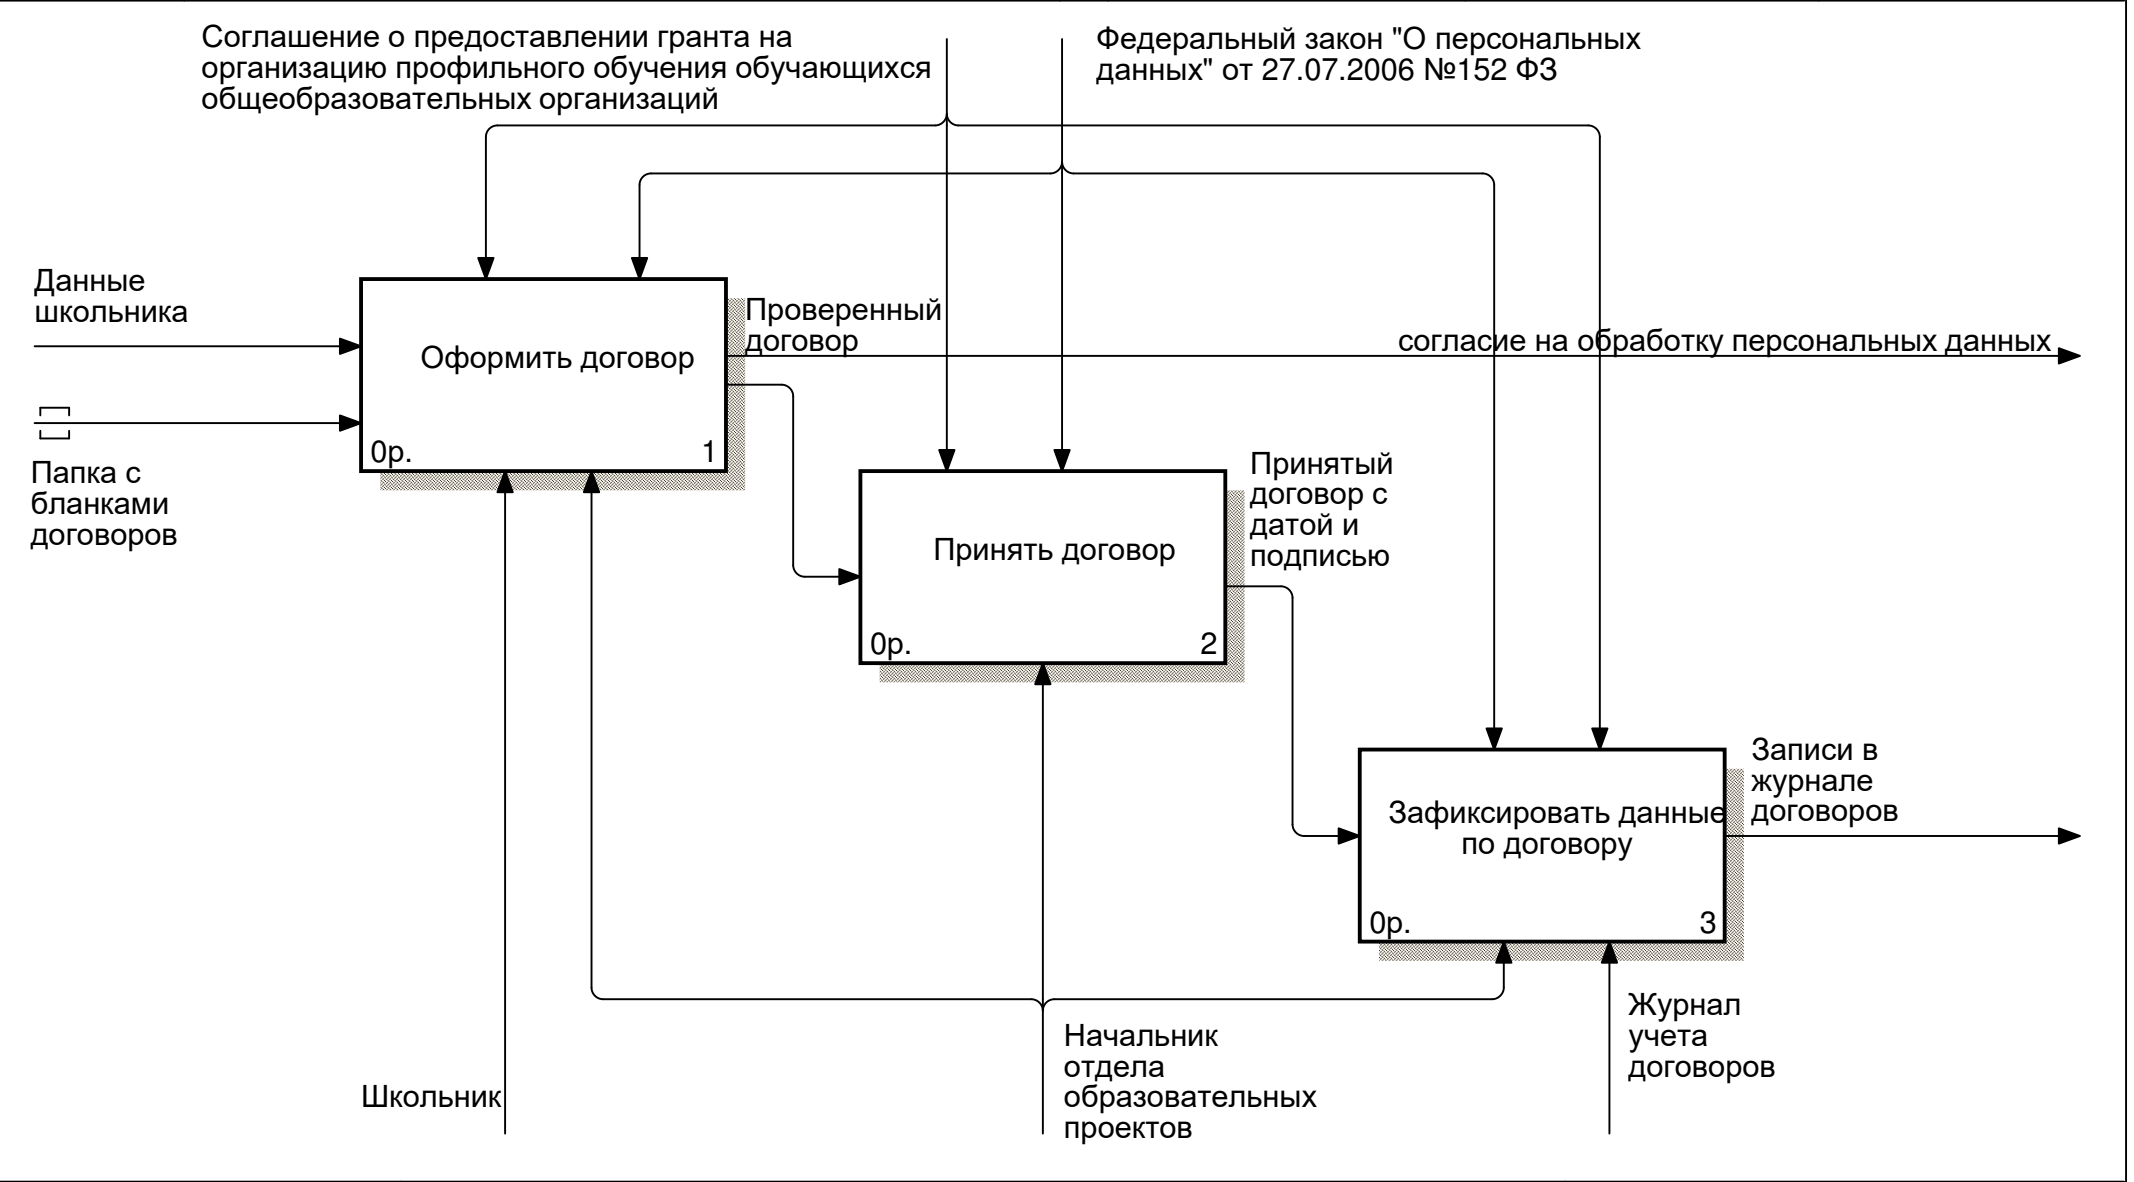 Соглашение о предоставлении гранта на
организацию профильного обучения обучающихся
общеобразовательных организаций
Федеральный закон "О персональных
данных" от 27.07.2006 №152 ФЗ
Данные
школьника
Папка с
бланками
договоров
Оформить договор
0р. 1
Проверенный
договор
согласие на обработку персональных данных
Принять договор
0р. 2
Принятый
договор с
датой и
подписью
Зафиксировать данные
по договору
0р. 3
Записи в
журнале
договоров
Школьник
Начальник
отдела
образовательных
проектов
Журнал
учета
договоров